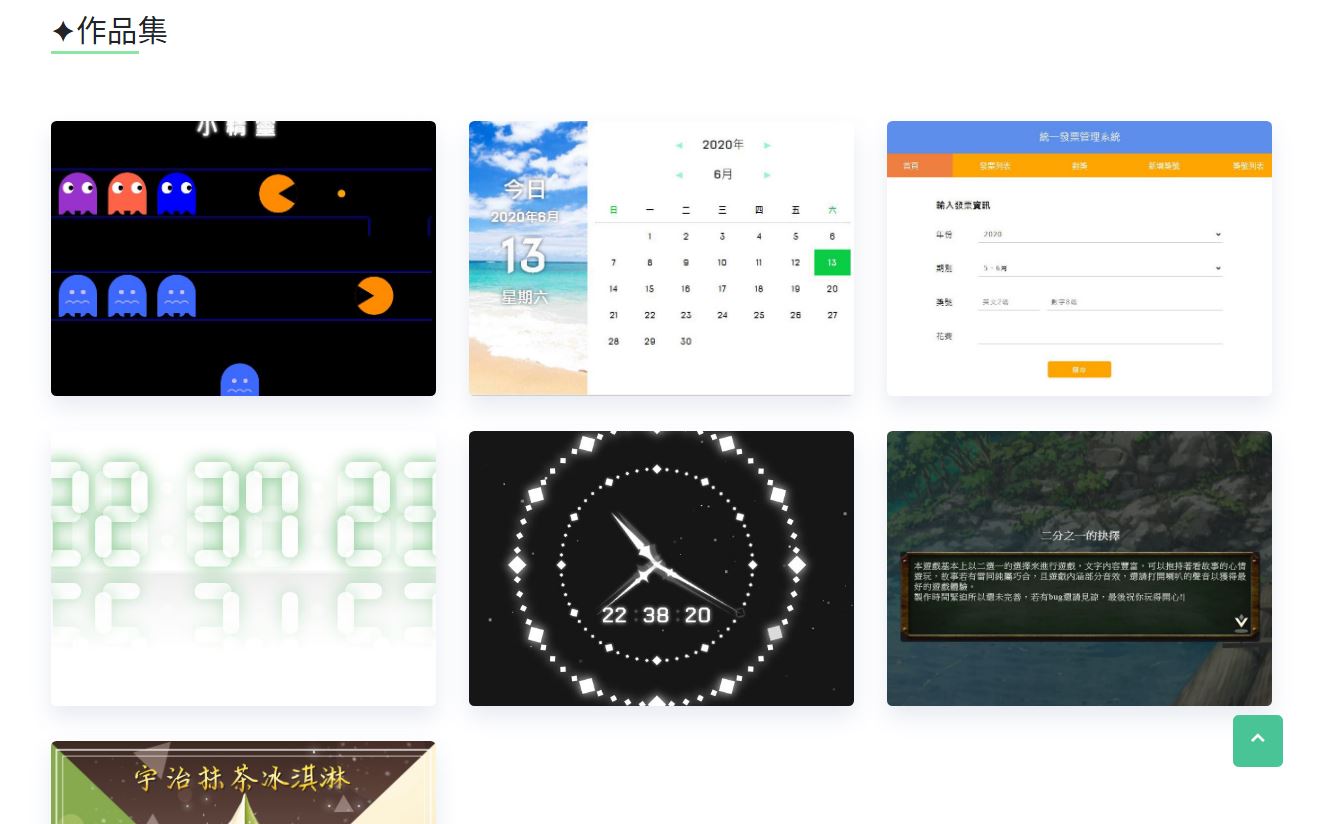 ✦作品集
小精靈
今日
2020年6月
13
星期六
2020年
6月
日 一 二 三 四 五 六
1 2 3 4 5 6
7 8 9 10 11 12 13
14 15 16 17 18 19 20
21 22 23 24 25 26 27
28 29 30
統一發票管理系統
首頁 發票列表 對獎 新增獎號 獎號列表
輸入發票資訊
年份 2020
期別 5、6月
獎號 英文2碼 數字8碼
花費
儲存
22 : 38 : 20
二分之一的抉擇
本遊戲基本上以二選一的選擇來進行遊戲，文字內容豐富，可以抱持著看故事的心情
遊玩，故事若有雷同純屬巧合，且遊戲內涵部分音效，還請打開喇叭的聲音以獲得最
好的遊戲體驗。
製作時間緊迫所以還未完善，若有bug還請見諒，最後祝你玩得開心!
宇治抹茶冰淇淋